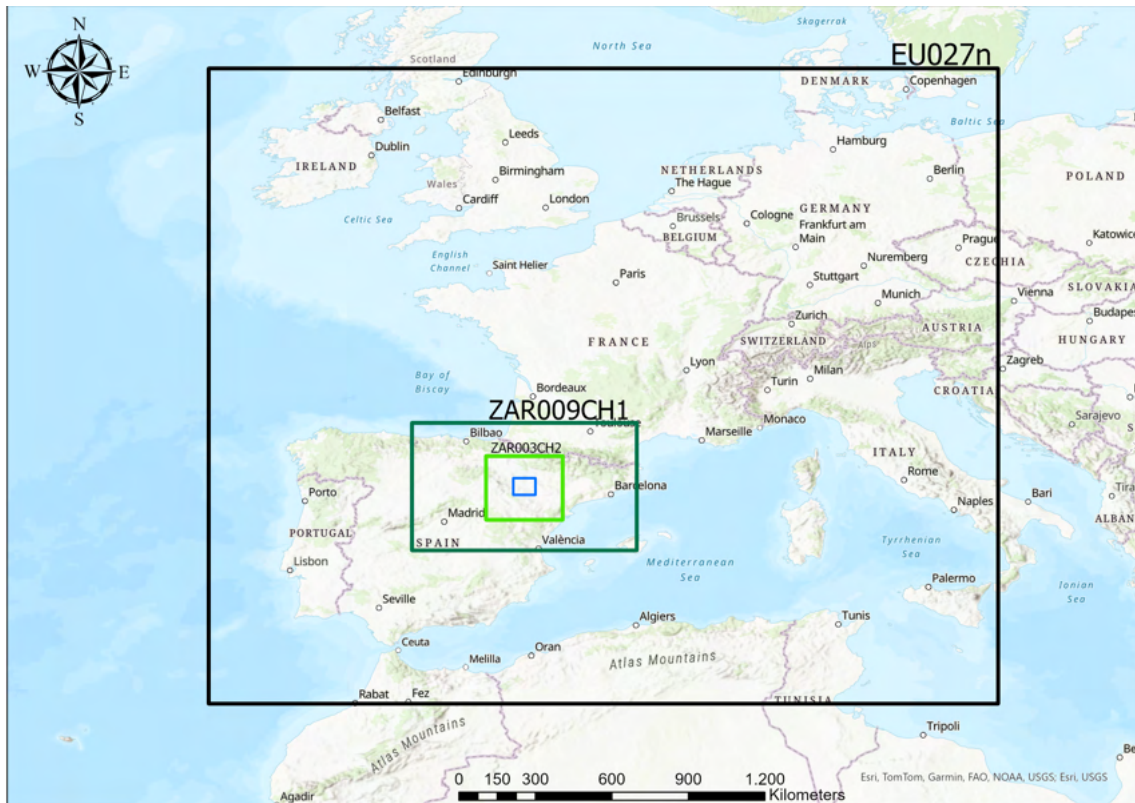 N
W
E
S
Skagerrak
North Sea
EU027n
Scotland
Edinburgh
DENMARK
Copenhagen
Belfast
Baltic Sea
Leeds
Hamburg
Dublin
IRELAND
NETHERLANDS
Berlin
POLAND
Birmingham
The Hague
Wales
Cardiff
London
GERMANY
Celtic Sea
Brussels
Cologne
Frankfurt am
Main
BELGIUM
Katowice
Prague
English
Channel
CZECHIA
Saint Helier
Nuremberg
Paris
Stuttgart
SLOVAKIA
Munich
Vienna
Zurich
Budapes
AUSTRIA
FRANCE
SWITZERLAND
Alps
HUNGARY
Lyon
Zagreb
Bay of
Biscay
Turin
Milan
Bordeaux
CROATIA
ZAR009CH1
Sarajevo
Monaco
Toulouse
Bilbao
Marseille
ZAR003CH2
ITALY
Rome
Barcelona
Porto
Bari
Tira
Naples
Madrid
ALBAN
PORTUGAL
SPAIN
València
Tyrrhenian
Sea
Mediterranean
Sea
Lisbon
Palermo
Ionian
Sea
Seville
Algiers
Tunis
Ceuta
Oran
Melilla
Atlas Mountains
Rabat
Fez
TUNISIA
Atlas Mountains
Tripoli
Be
0 150 300 600 900 1.200
Kilometers
Esri, TomTom, Garmin, FAO, NOAA, USGS; Esri, USGS
Agadir